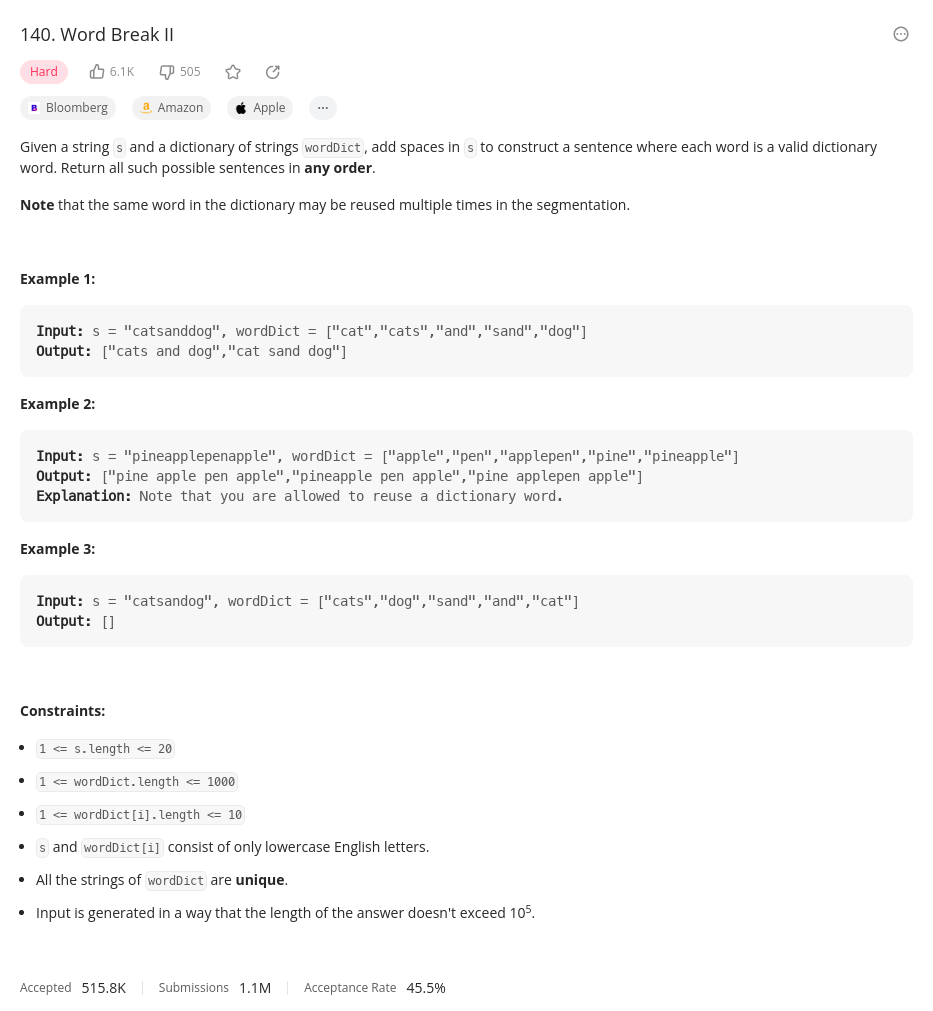 140. Word Break II
Hard 6.1K 505
Bloomberg Amazon Apple ...
Given a string s and a dictionary of strings wordDict, add spaces in s to construct a sentence where each word is a valid dictionary
word. Return all such possible sentences in any order.
Note that the same word in the dictionary may be reused multiple times in the segmentation.
Example 1:
Input: s = "catsanddog", wordDict = ["cat","cats","and","sand","dog"]
Output: ["cats and dog","cat sand dog"]
Example 2:
Input: s = "pineapplepenapple", wordDict = ["apple","pen","applepen","pine","pineapple"]
Output: ["pine apple pen apple","pineapple pen apple","pine applepen apple"]
Explanation: Note that you are allowed to reuse a dictionary word.
Example 3:
Input: s = "catsandog", wordDict = ["cats","dog","sand","and","cat"]
Output: []
Constraints:
• 1 <= s.length <= 20
• 1 <= wordDict.length <= 1000
• 1 <= wordDict[i].length <= 10
• s and wordDict[i] consist of only lowercase English letters.
• All the strings of wordDict are unique.
• Input is generated in a way that the length of the answer doesn't exceed 10⁵.
Accepted 515.8K Submissions 1.1M Acceptance Rate 45.5%